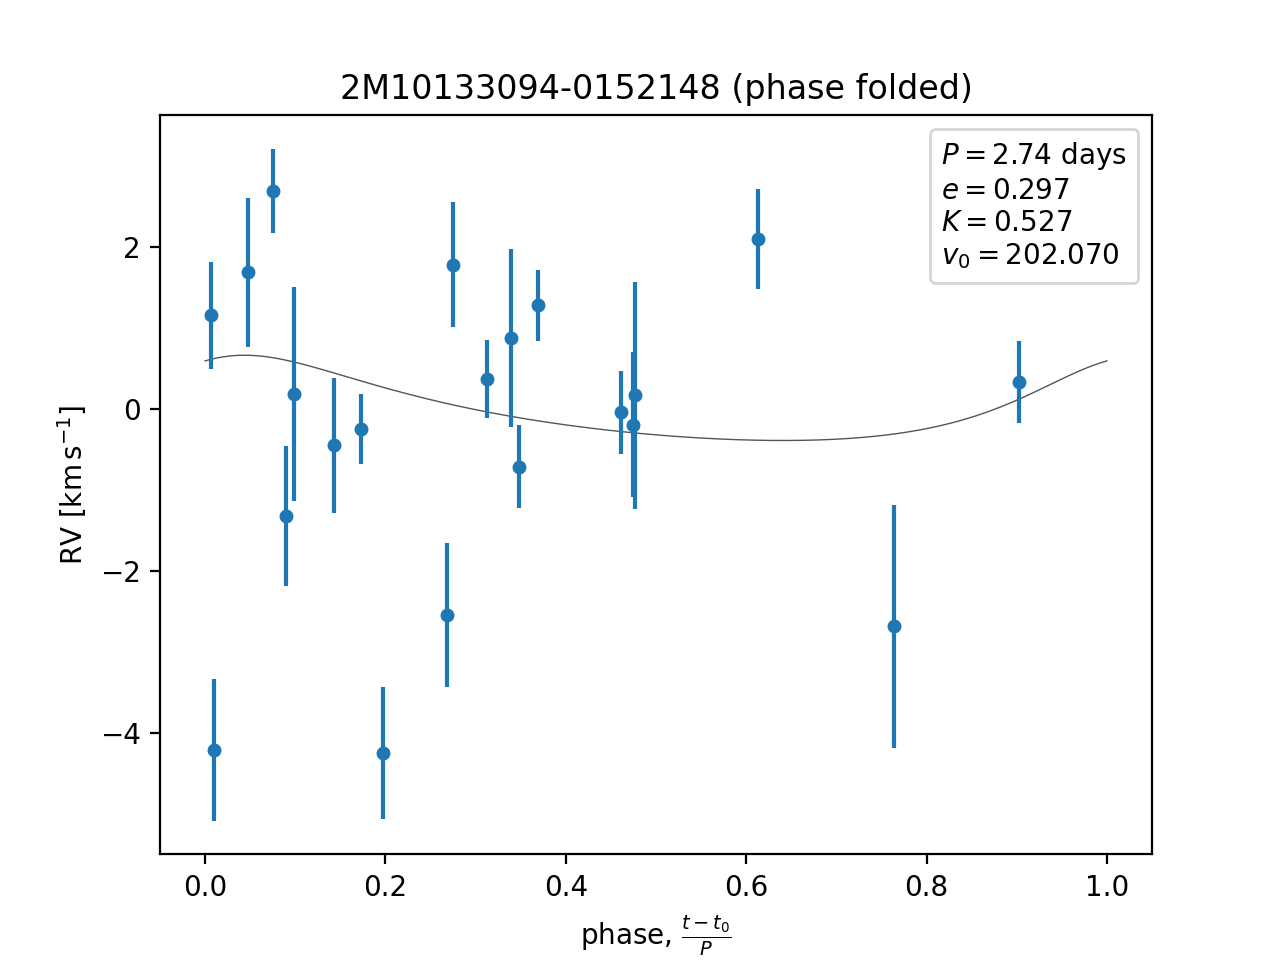 2M10133094-0152148 (phase folded)
P = 2.74 days
e = 0.297
K = 0.527
v₀ = 202.070
RV [km s⁻¹]
2
0
−2
−4
0.0 0.2 0.4 0.6 0.8 1.0
phase, (t − t₀)/P